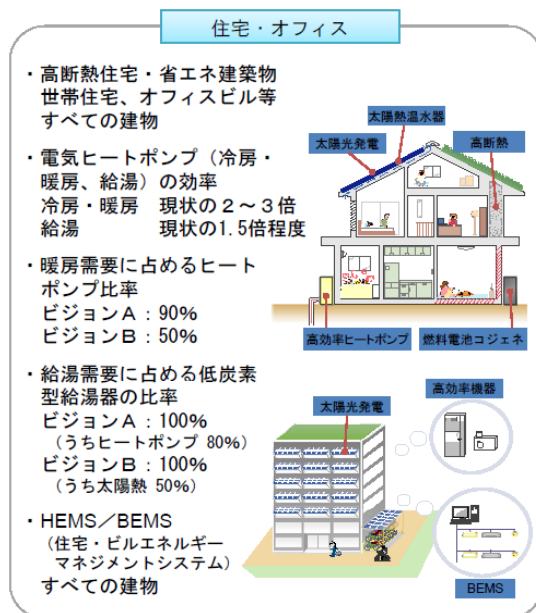 住宅・オフィス
・高断熱住宅・省エネ建築物
世帯住宅、オフィスビル等
すべての建物
・電気ヒートポンプ（冷房・
暖房、給湯）の効率
冷房・暖房　現状の２～３倍
給湯　　　　現状の1.5倍程度
・暖房需要に占めるヒート
ポンプ比率
ビジョンＡ：90%
ビジョンＢ：50%
・給湯需要に占める低炭素
型給湯器の比率
ビジョンＡ：100%
（うちヒートポンプ 80%）
ビジョンＢ：100%
（うち太陽熱 50%）
・HEMS／BEMS
（住宅・ビルエネルギー
マネジメントシステム）
すべての建物
太陽熱温水器
太陽光発電
高断熱
高効率ヒートポンプ
燃料電池コジェネ
太陽光発電
高効率機器
BEMS